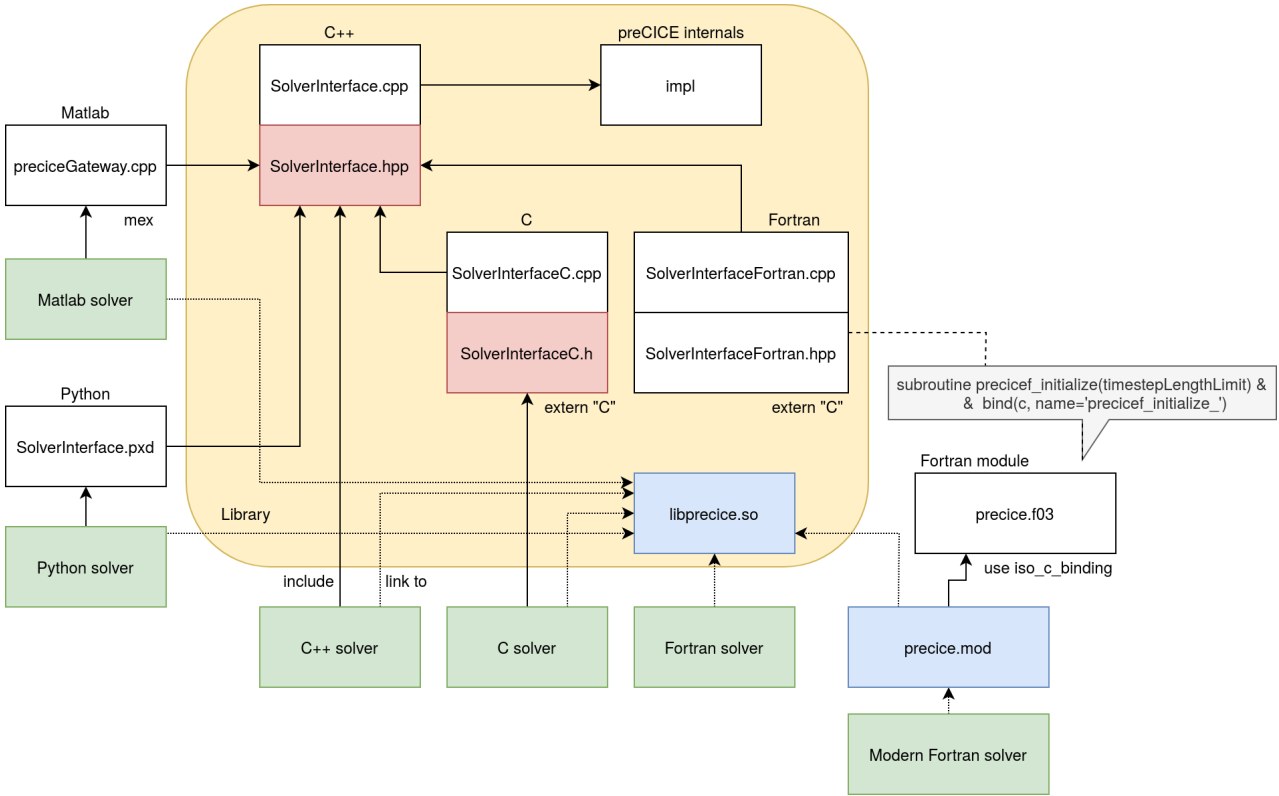 C++
preCICE internals
SolverInterface.cpp
impl
Matlab
preciceGateway.cpp
SolverInterface.hpp
mex
C
Fortran
SolverInterfaceC.cpp
SolverInterfaceFortran.cpp
Matlab solver
SolverInterfaceC.h
SolverInterfaceFortran.hpp
extern "C"
extern "C"
subroutine precicef_initialize(timestepLengthLimit) &
&  bind(c, name='precicef_initialize_')
Python
SolverInterface.pxd
Fortran module
Library
libprecice.so
precice.f03
Python solver
include
link to
use iso_c_binding
C++ solver
C solver
Fortran solver
precice.mod
Modern Fortran solver